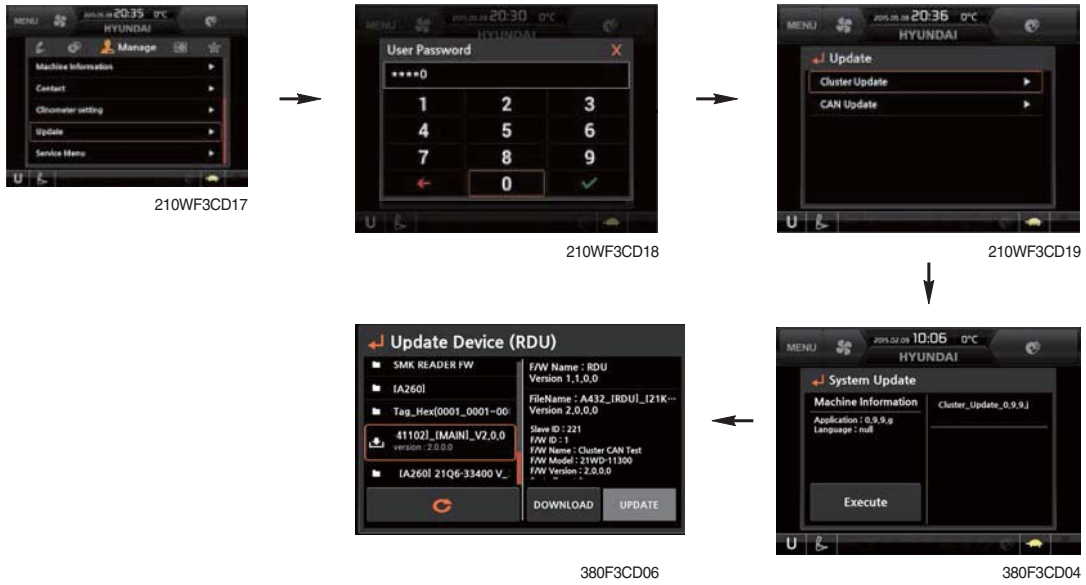 MENU
20:35 0°C
HYUNDAI
Manage
Machine Information
Contact
Clinometer setting
Update
Service Menu
U
210WF3CD17
MENU
20:30 0°C
HYUNDAI
User Password X
****0
1 2 3
4 5 6
7 8 9
0
U
210WF3CD18
MENU
20:36 0°C
HYUNDAI
Update
Cluster Update
CAN Update
U
210WF3CD19
Update Device (RDU)
SMK READER FW
[A260]
Tag_Hex(0001_0001~00
41102]_[MAIN]_V2,0,0
version : 2.0.0.0
[A260] 21Q6-33400 V_
F/W Name : RDU
Version 1,1,0,0
FileName : A432_[RDU]_[21K···
Version 2,0,0,0
Slave ID : 221
F/W ID : 1
F/W Name : Cluster CAN Test
F/W Model : 21WD-11300
F/W Version : 2,0,0,0
DOWNLOAD UPDATE
380F3CD06
MENU
2015.02.09 10:06 0°C
HYUNDAI
System Update
Machine Information
Application : 0,9,9,g
Language : null
Cluster_Update_0,9,9,j
Execute
U
380F3CD04